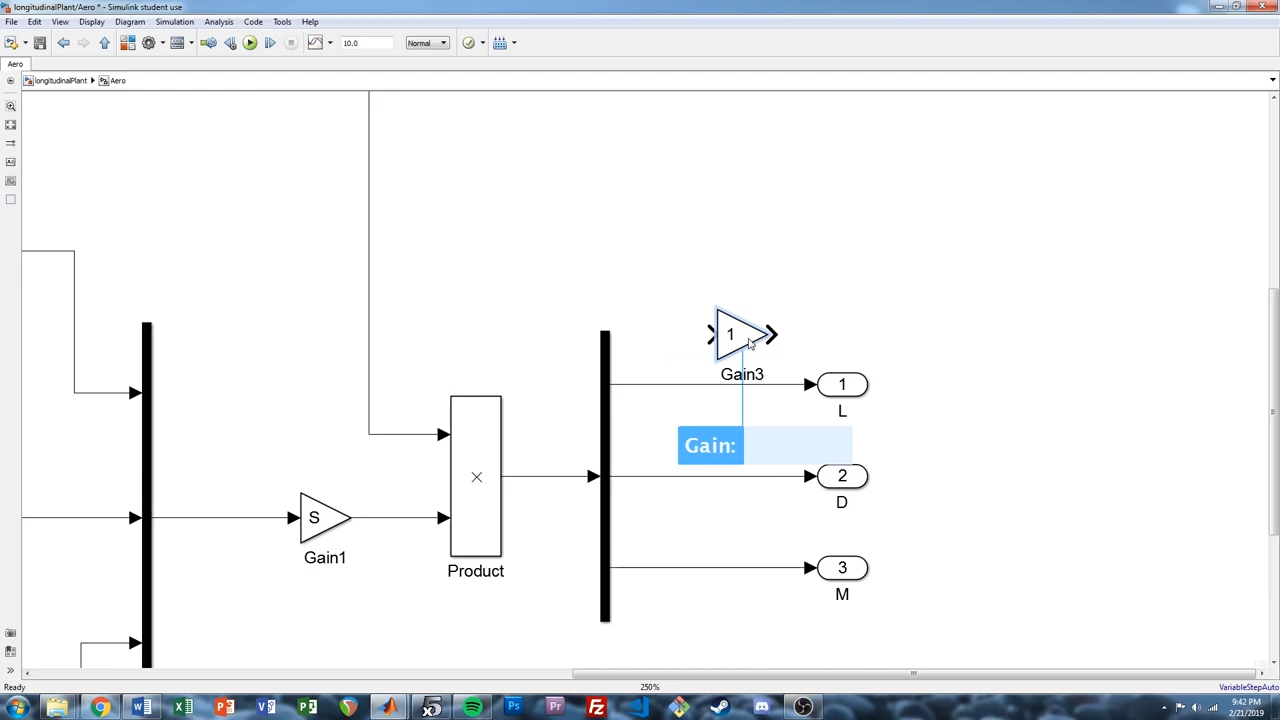 longitudinalPlant/Aero * - Simulink student use
File Edit View Display Diagram Simulation Analysis Code Tools Help
10.0 Normal
Aero
longitudinalPlant Aero
1
Gain3
1
L
Gain:
2
D
S
Gain1
×
Product
3
M
Ready 250% VariableStepAuto
9:42 PM
2/21/2019